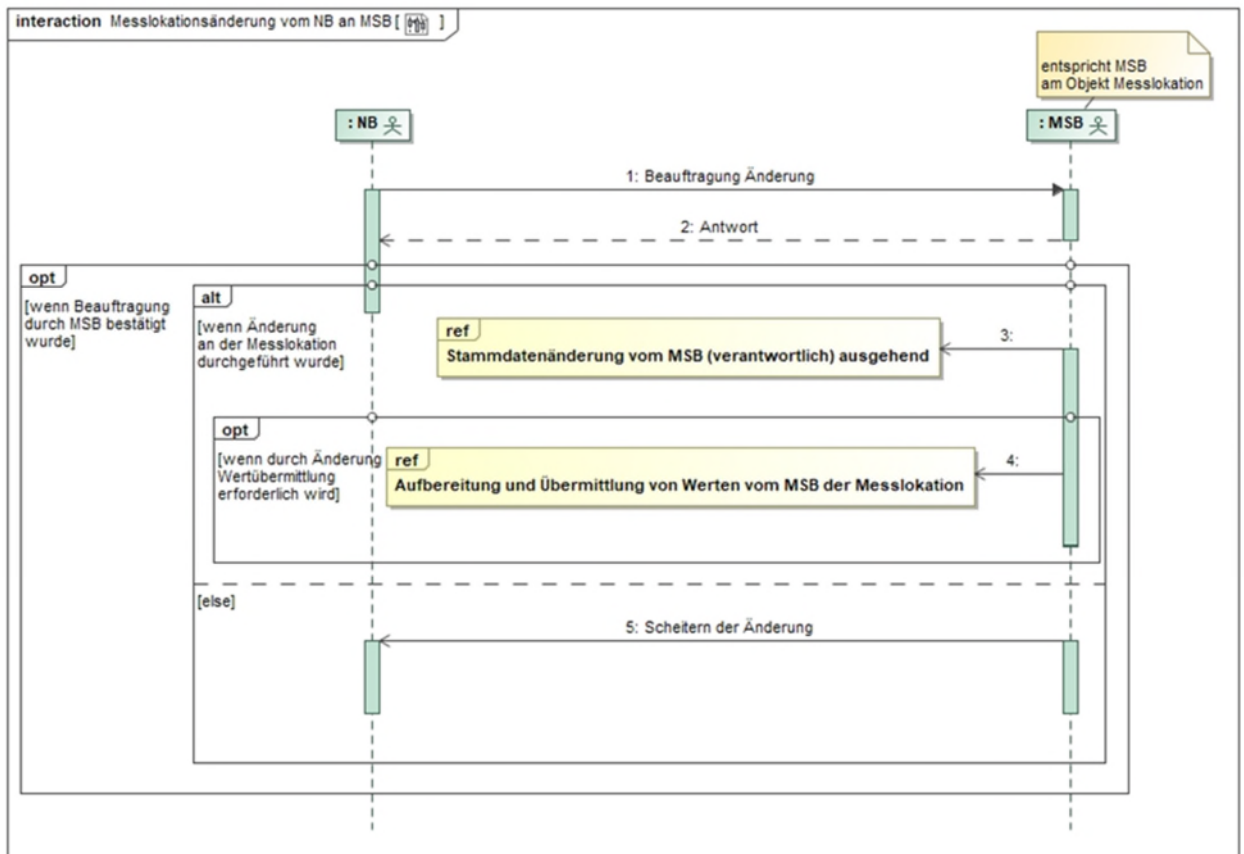 interaction Messlokationsänderung vom NB an MSB [ ]
entspricht MSB
am Objekt Messlokation
: NB
: MSB
1: Beauftragung Änderung
2: Antwort
opt
[wenn Beauftragung
durch MSB bestätigt
wurde]
alt
[wenn Änderung
an der Messlokation
durchgeführt wurde]
ref
Stammdatenänderung vom MSB (verantwortlich) ausgehend
3:
opt
[wenn durch Änderung
Wertübermittlung
erforderlich wird]
ref
Aufbereitung und Übermittlung von Werten vom MSB der Messlokation
4:
[else]
5: Scheitern der Änderung